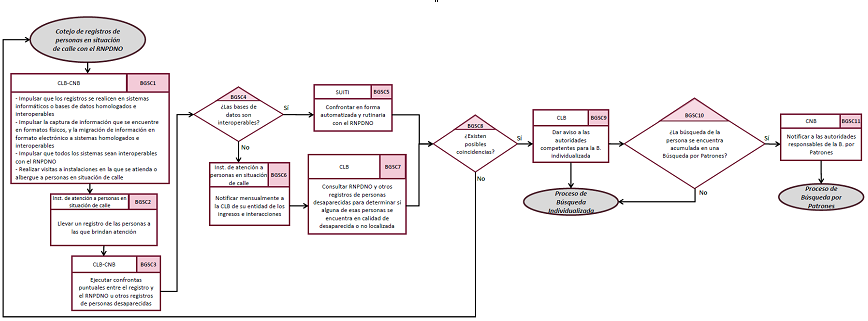 Cotejo de registros de
personas en situación
de calle con el RNPDNO
CLB-CNB
BGSC1
- Impulsar que los registros se realicen en sistemas
informáticos o bases de datos homologados e
interoperables
- Impulsar la captura de información que se encuentre
en formatos físicos, y la migración de información en
formato electrónico a sistemas homologados e
interoperables
- Impulsar que todos los sistemas sean interoperables
con el RNPDNO
- Realizar visitas a instalaciones en la que se atienda o
albergue a personas en situación de calle
Inst. de atención a personas en
situación de calle
BGSC2
Llevar un registro de las personas a
las que brindan atención
CLB-CNB
BGSC3
Ejecutar confrontas
puntuales entre el registro y
el RNPDNO u otros registros
de personas desaparecidas
BGSC4
¿Las bases de
datos son
interoperables?
Sí
No
SUITI
BGSC5
Confrontar en forma
automatizada y rutinaria
con el RNPDNO
Inst. de atención a
personas en situación de
calle
BGSC6
Notificar mensualmente a
la CLB de su entidad de los
ingresos e interacciones
CLB
BGSC7
Consultar RNPDNO y otros
registros de personas
desaparecidas para determinar si
alguna de esas personas se
encuentra en calidad de
desaparecida o no localizada
BGSC8
¿Existen
posibles
coincidencias?
Sí
No
CLB
BGSC9
Dar aviso a las
autoridades
competentes para la B.
individualizada
Proceso de
Búsqueda
Individualizada
BGSC10
¿La búsqueda de la
persona se encuentra
acumulada en una
Búsqueda por Patrones?
Sí
No
CNB
BGSC11
Notificar a las autoridades
responsables de la B. por
Patrones
Proceso de
Búsqueda por
Patrones